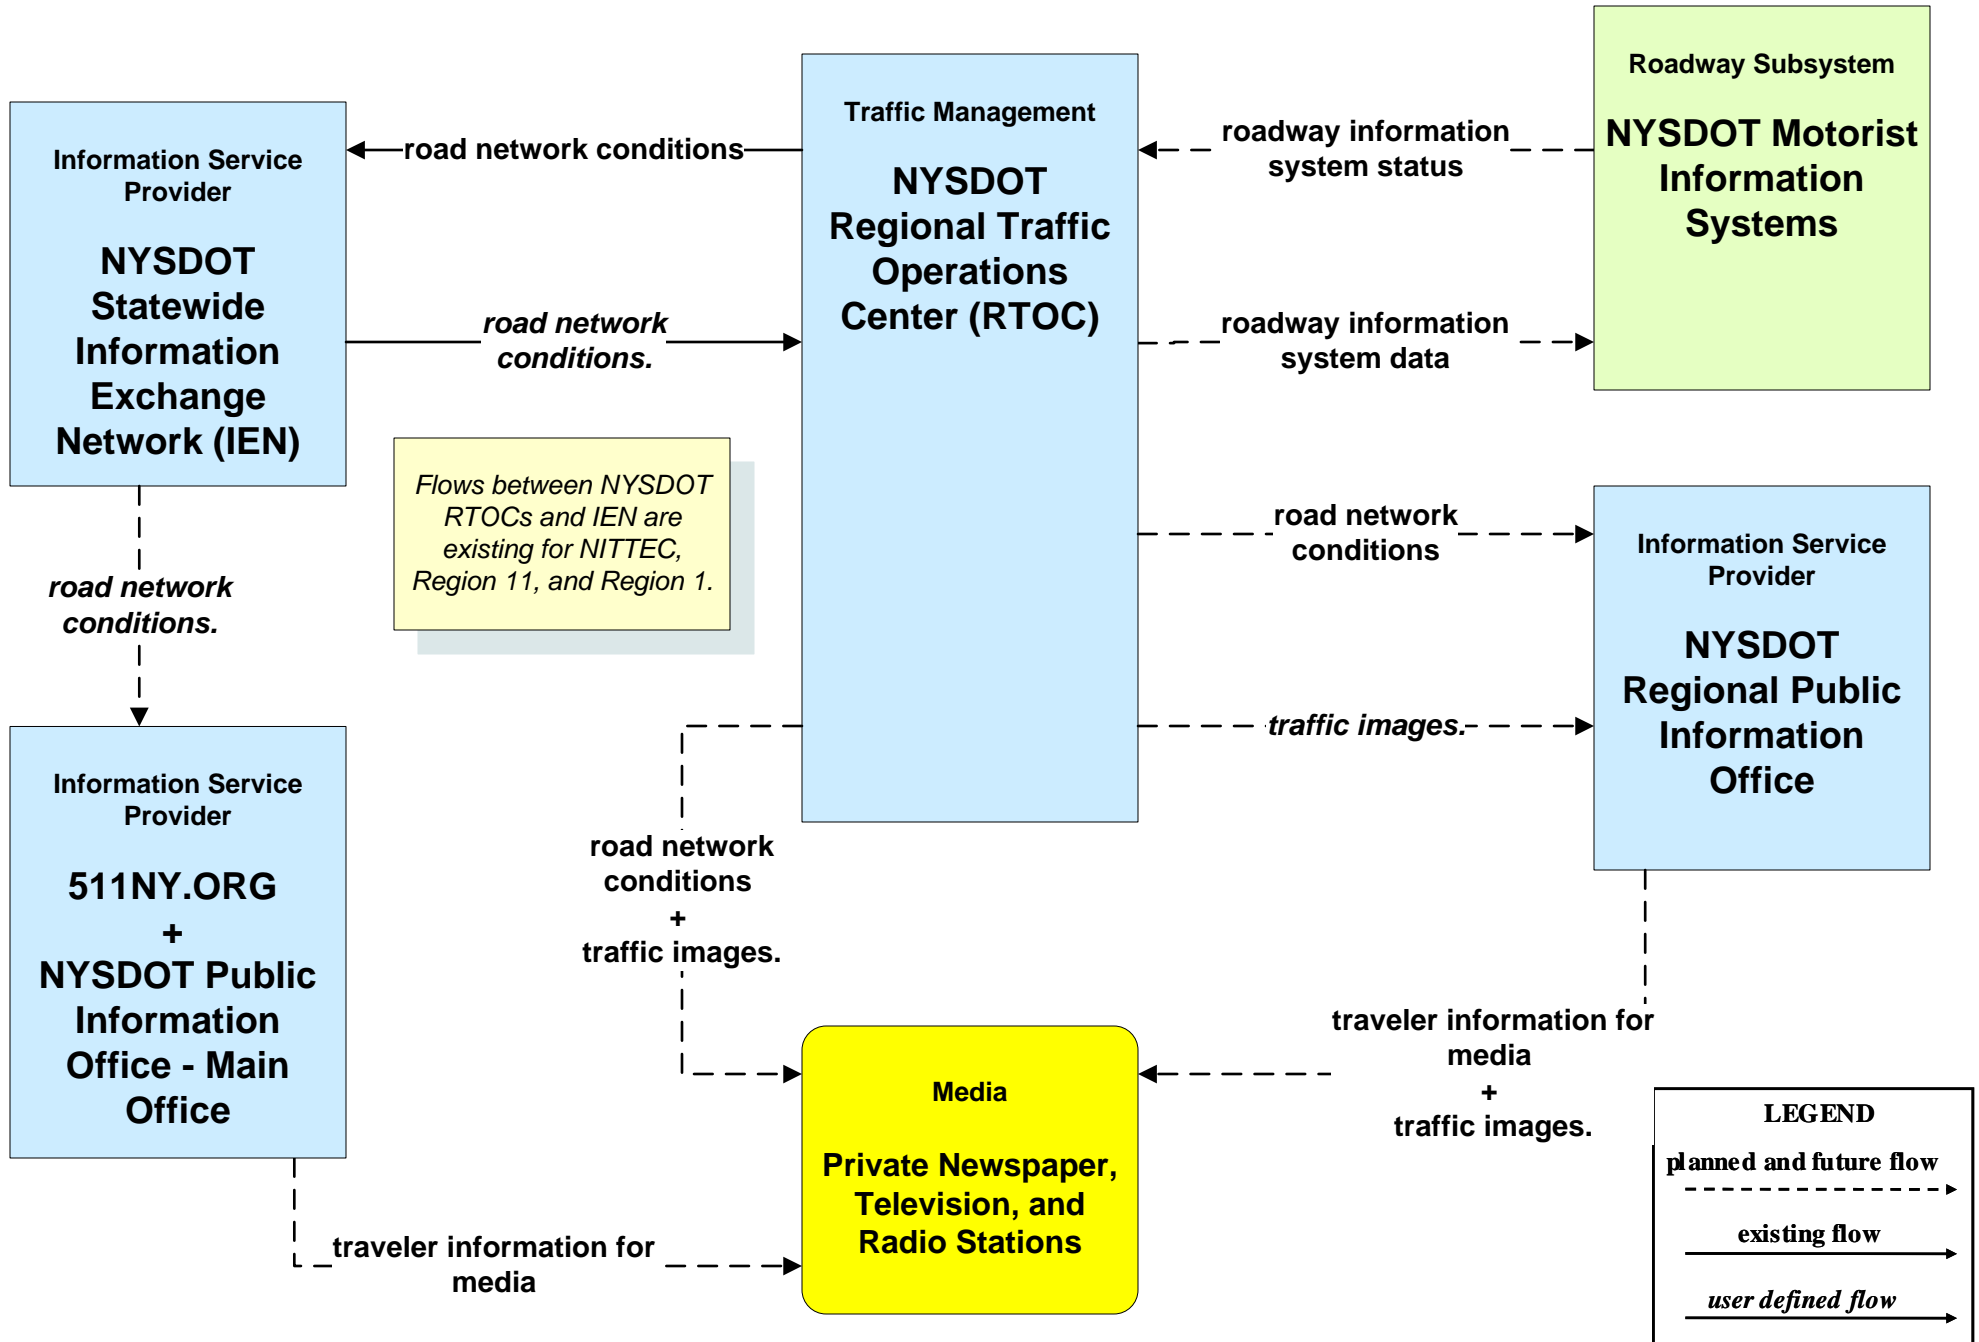 Information Service
Provider
NYSDOT
Statewide
Information
Exchange
Network (IEN)
road network conditions
road network
conditions.
Traffic Management
NYSDOT
Regional Traffic
Operations
Center (RTOC)
roadway information
system status
roadway information
system data
Roadway Subsystem
NYSDOT Motorist
Information
Systems
Flows between NYSDOT
RTOCs and IEN are
existing for NITTEC,
Region 11, and Region 1.
road network
conditions
traffic images.
Information Service
Provider
NYSDOT
Regional Public
Information
Office
road network
conditions.
Information Service
Provider
511NY.ORG
+
NYSDOT Public
Information
Office - Main
Office
road network
conditions
+
traffic images.
traveler information for
media
+
traffic images.
Media
Private Newspaper,
Television, and
Radio Stations
traveler information for
media
LEGEND
planned and future flow
existing flow
user defined flow